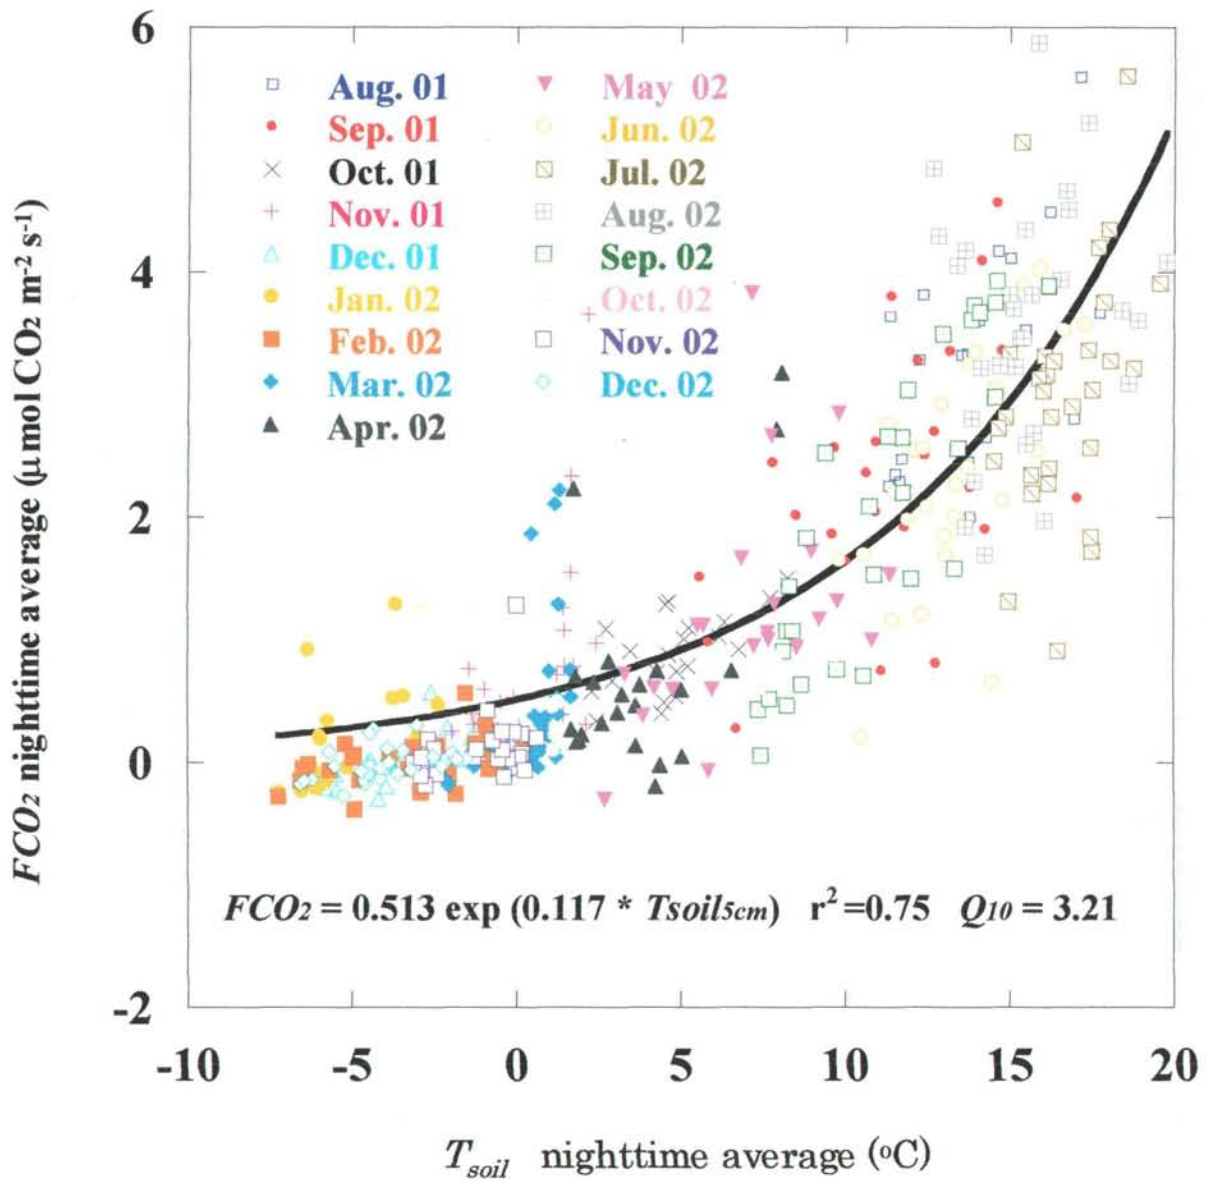 6
4
2
0
-2
-10 -5 0 5 10 15 20
FCO2 nighttime average (μmol CO2 m-2 s-1)
Tsoil nighttime average (oC)
Aug. 01
Sep. 01
Oct. 01
Nov. 01
Dec. 01
Jan. 02
Feb. 02
Mar. 02
Apr. 02
May 02
Jun. 02
Jul. 02
Aug. 02
Sep. 02
Oct. 02
Nov. 02
Dec. 02
FCO2 = 0.513 exp (0.117 * Tsoil5cm) r2=0.75 Q10 = 3.21